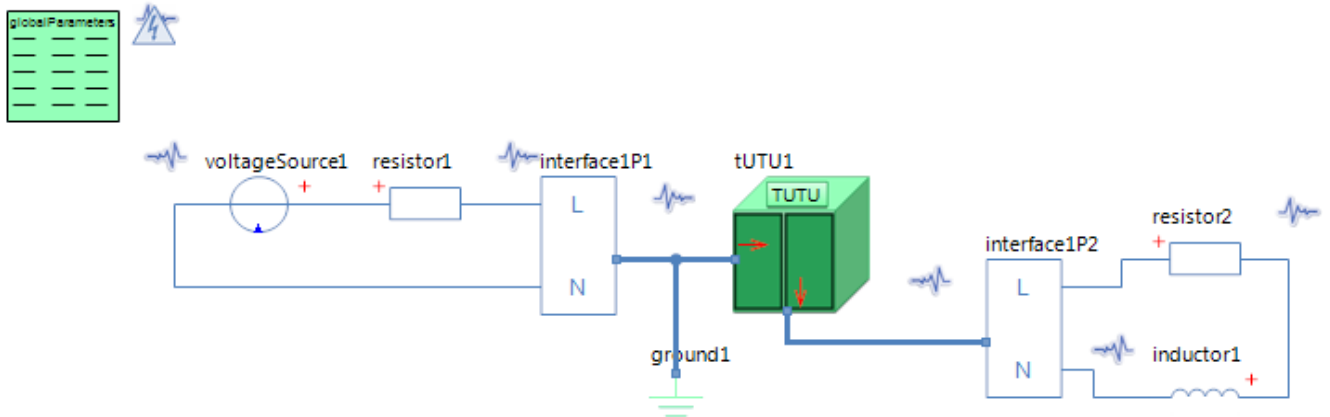 globalParameters
voltageSource1
resistor1
interface1P1
tUTU1
TUTU
L
N
resistor2
interface1P2
L
N
ground1
inductor1